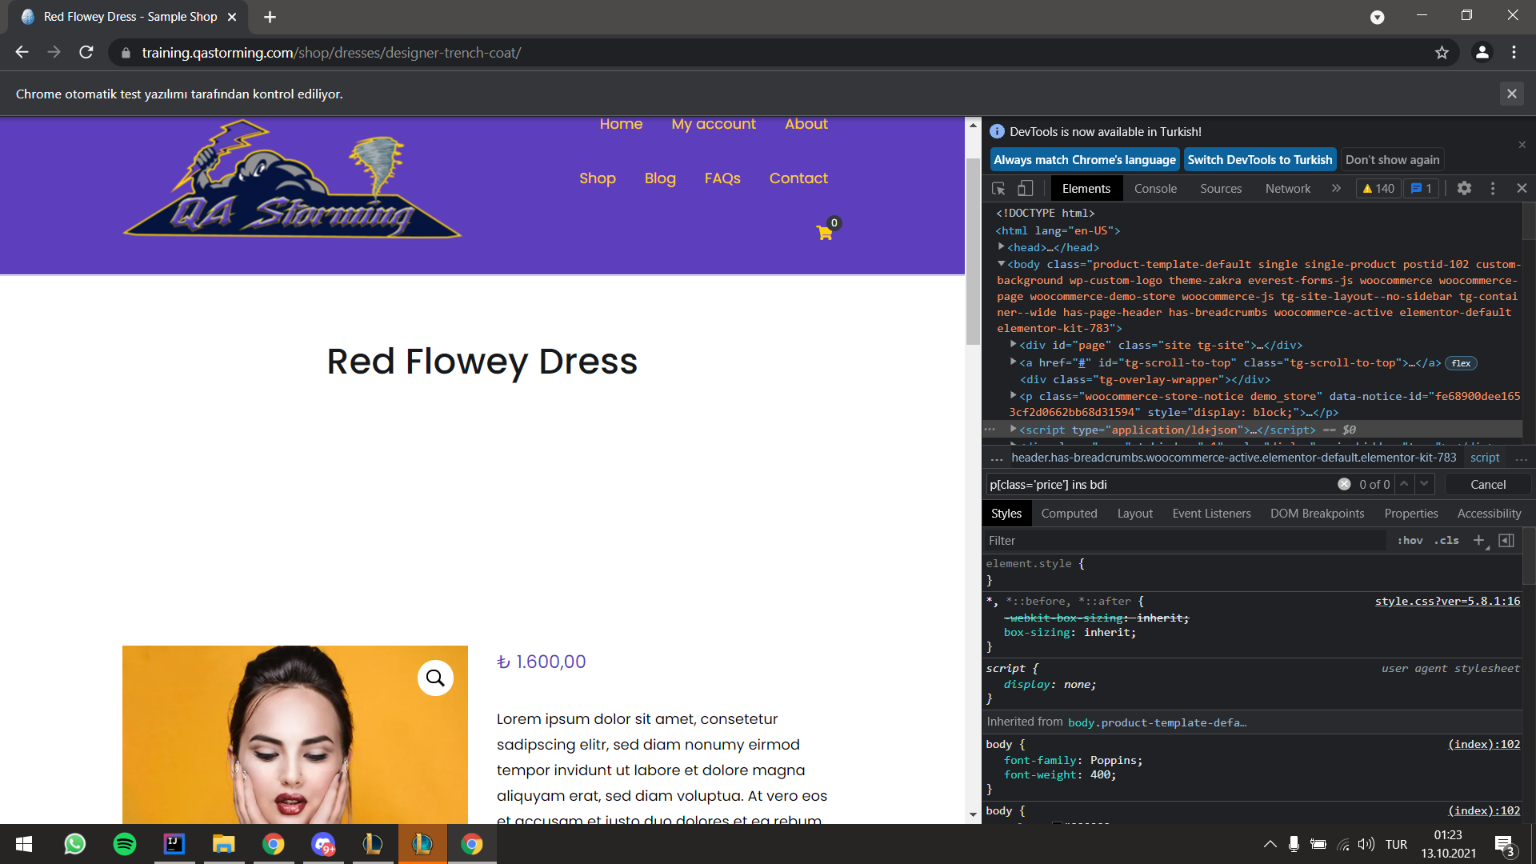 Red Flowey Dress - Sample Shop
training.qastorming.com/shop/dresses/designer-trench-coat/
Chrome otomatik test yazılımı tarafından kontrol ediliyor.
QA Storming
Home My account About
Shop Blog FAQs Contact
0
Red Flowey Dress
₺ 1.600,00
Lorem ipsum dolor sit amet, consetetur
sadipscing elitr, sed diam nonumy eirmod
tempor invidunt ut labore et dolore magna
aliquyam erat, sed diam voluptua. At vero eos
et accusam et justo duo dolores et ea rebum.
DevTools is now available in Turkish!
Always match Chrome's language Switch DevTools to Turkish Don't show again
Elements Console Sources Network 140 1
<!DOCTYPE html>
<html lang="en-US">
<head>…</head>
<body class="product-template-default single single-product postid-102 custom-
background wp-custom-logo theme-zakra everest-forms-js woocommerce woocommerce-
page woocommerce-demo-store woocommerce-js tg-site-layout--no-sidebar tg-contai
ner--wide has-page-header has-breadcrumbs woocommerce-active elementor-default
elementor-kit-783">
<div id="page" class="site tg-site">…</div>
<a href="#" id="tg-scroll-to-top" class="tg-scroll-to-top">…</a> flex
<div class="tg-overlay-wrapper"></div>
<p class="woocommerce-store-notice demo_store" data-notice-id="fe68900dee165
3cf2d0662bb68d31594" style="display: block;">…</p>
… <script type="application/ld+json">…</script> == $0
… header.has-breadcrumbs.woocommerce-active.elementor-default.elementor-kit-783 script …
p[class='price'] ins bdi 0 of 0 Cancel
Styles Computed Layout Event Listeners DOM Breakpoints Properties Accessibility
Filter :hov .cls +
element.style {
}
*, *::before, *::after { style.css?ver=5.8.1:16
-webkit-box-sizing: inherit;
box-sizing: inherit;
}
script { user agent stylesheet
display: none;
}
Inherited from body.product-template-defa…
body { (index):102
font-family: Poppins;
font-weight: 400;
}
body { (index):102
IJ 9+ TUR 01:23
13.10.2021 3